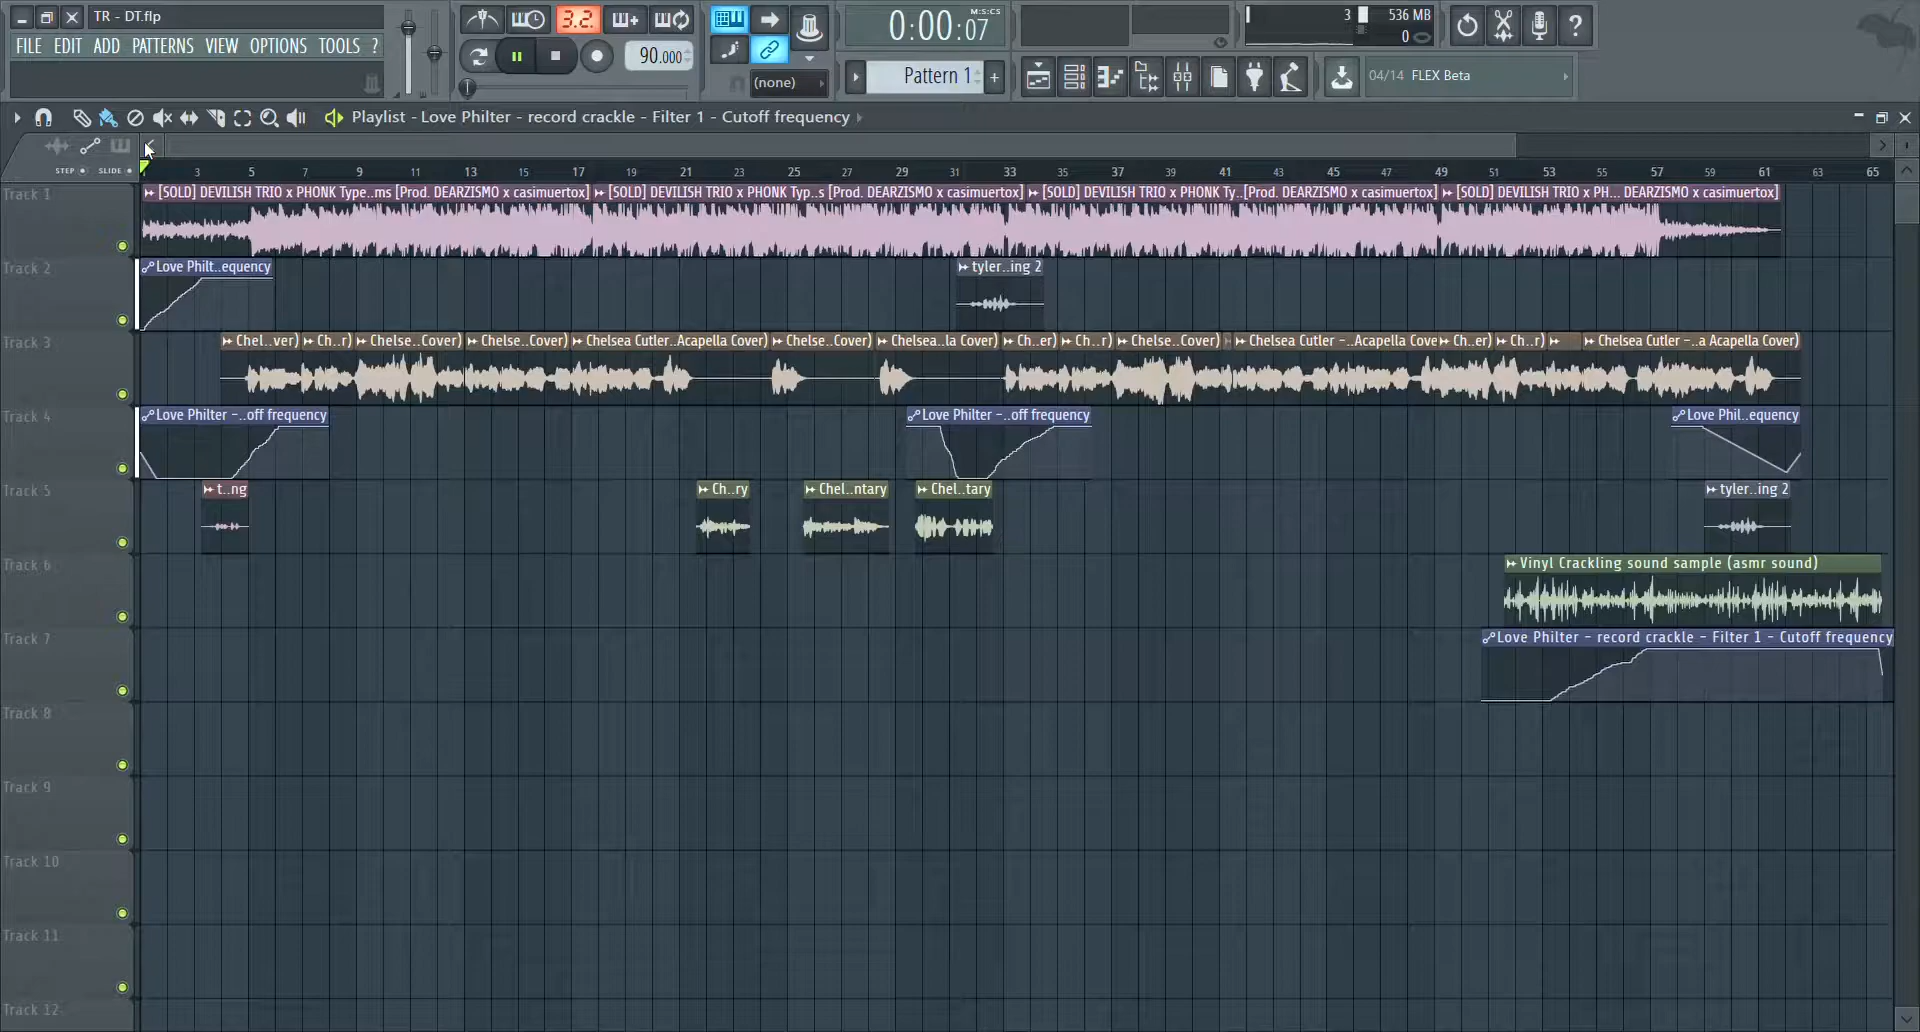 TR - DT.flp
FILE EDIT ADD PATTERNS VIEW OPTIONS TOOLS ?
3.2.
90.000
(none)
0:00:07
M:S:CS
Pattern 1
+
3
536 MB
0
?
04/14 FLEX Beta
Playlist - Love Philter - record crackle - Filter 1 - Cutoff frequency
STEP SLIDE
3 5 7 9 11 13 15 17 19 21 23 25 27 29 31 33 35 37 39 41 43 45 47 49 51 53 55 57 59 61 63 65
Track 1
[SOLD] DEVILISH TRIO x PHONK Type..ms [Prod. DEARZISMO x casimuertox]
[SOLD] DEVILISH TRIO x PHONK Typ..s [Prod. DEARZISMO x casimuertox]
[SOLD] DEVILISH TRIO x PHONK Ty..[Prod. DEARZISMO x casimuertox]
[SOLD] DEVILISH TRIO x PH... DEARZISMO x casimuertox]
Track 2
Love Philt..equency
tyler..ing 2
Track 3
Chel..ver)
Ch..r)
Chelse..Cover)
Chelse..Cover)
Chelsea Cutler..Acapella Cover)
Chelse..Cover)
Chelsea..la Cover)
Ch..er)
Ch..r)
Chelse..Cover)
Chelsea Cutler -..Acapella Cove
Ch..er)
Ch..r)
Chelsea Cutler -..a Acapella Cover)
Track 4
Love Philter -..off frequency
Love Philter -..off frequency
Love Phil..equency
Track 5
t..ng
Ch..ry
Chel..ntary
Chel..tary
tyler..ing 2
Track 6
Vinyl Crackling sound sample (asmr sound)
Track 7
Love Philter - record crackle - Filter 1 - Cutoff frequency
Track 8
Track 9
Track 10
Track 11
Track 12